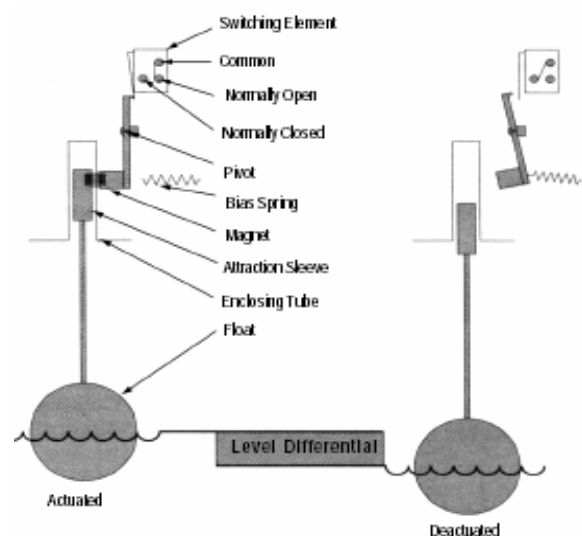 Switching Element
Common
Normally Open
Normally Closed
Pivot
Bias Spring
Magnet
Attraction Sleeve
Enclosing Tube
Float
Level Differential
Actuated
Deactuated